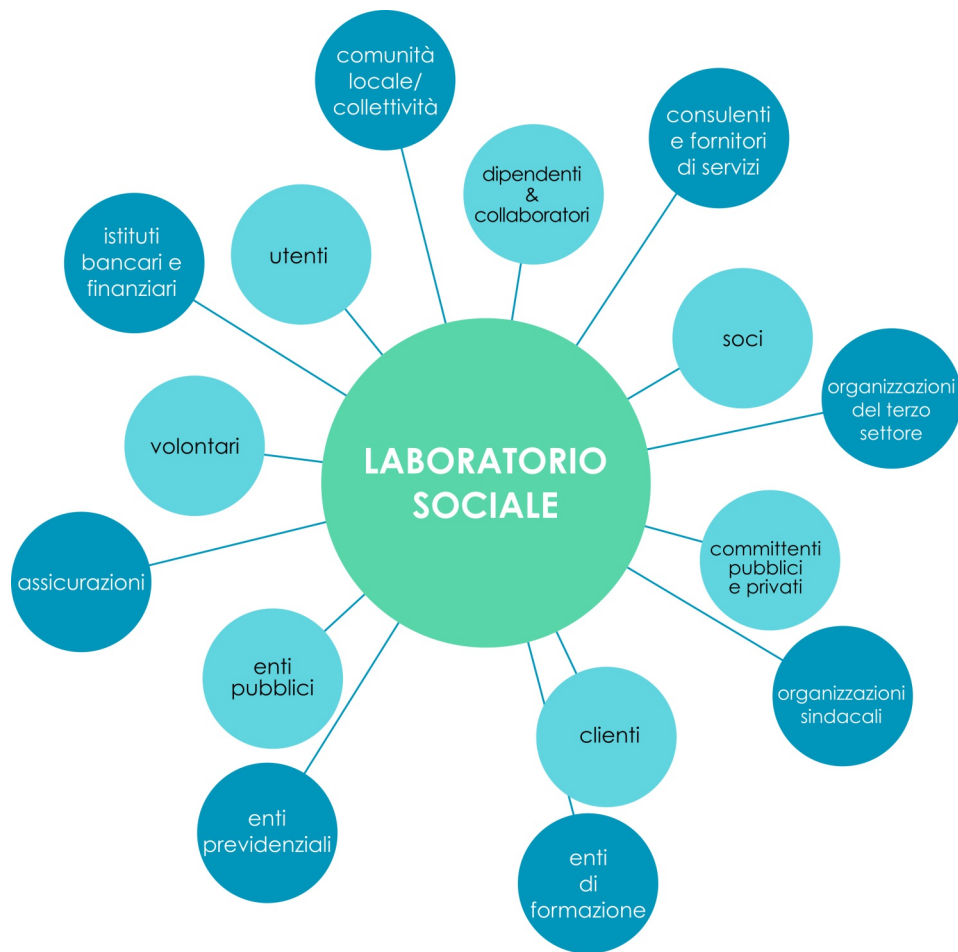 comunità
locale/
collettività
consulenti
e fornitori
di servizi
dipendenti
&
collaboratori
istituti
bancari e
finanziari
utenti
soci
organizzazioni
del terzo
settore
volontari
LABORATORIO
SOCIALE
committenti
pubblici
e privati
assicurazioni
enti
pubblici
organizzazioni
sindacali
clienti
enti
previdenziali
enti
di
formazione